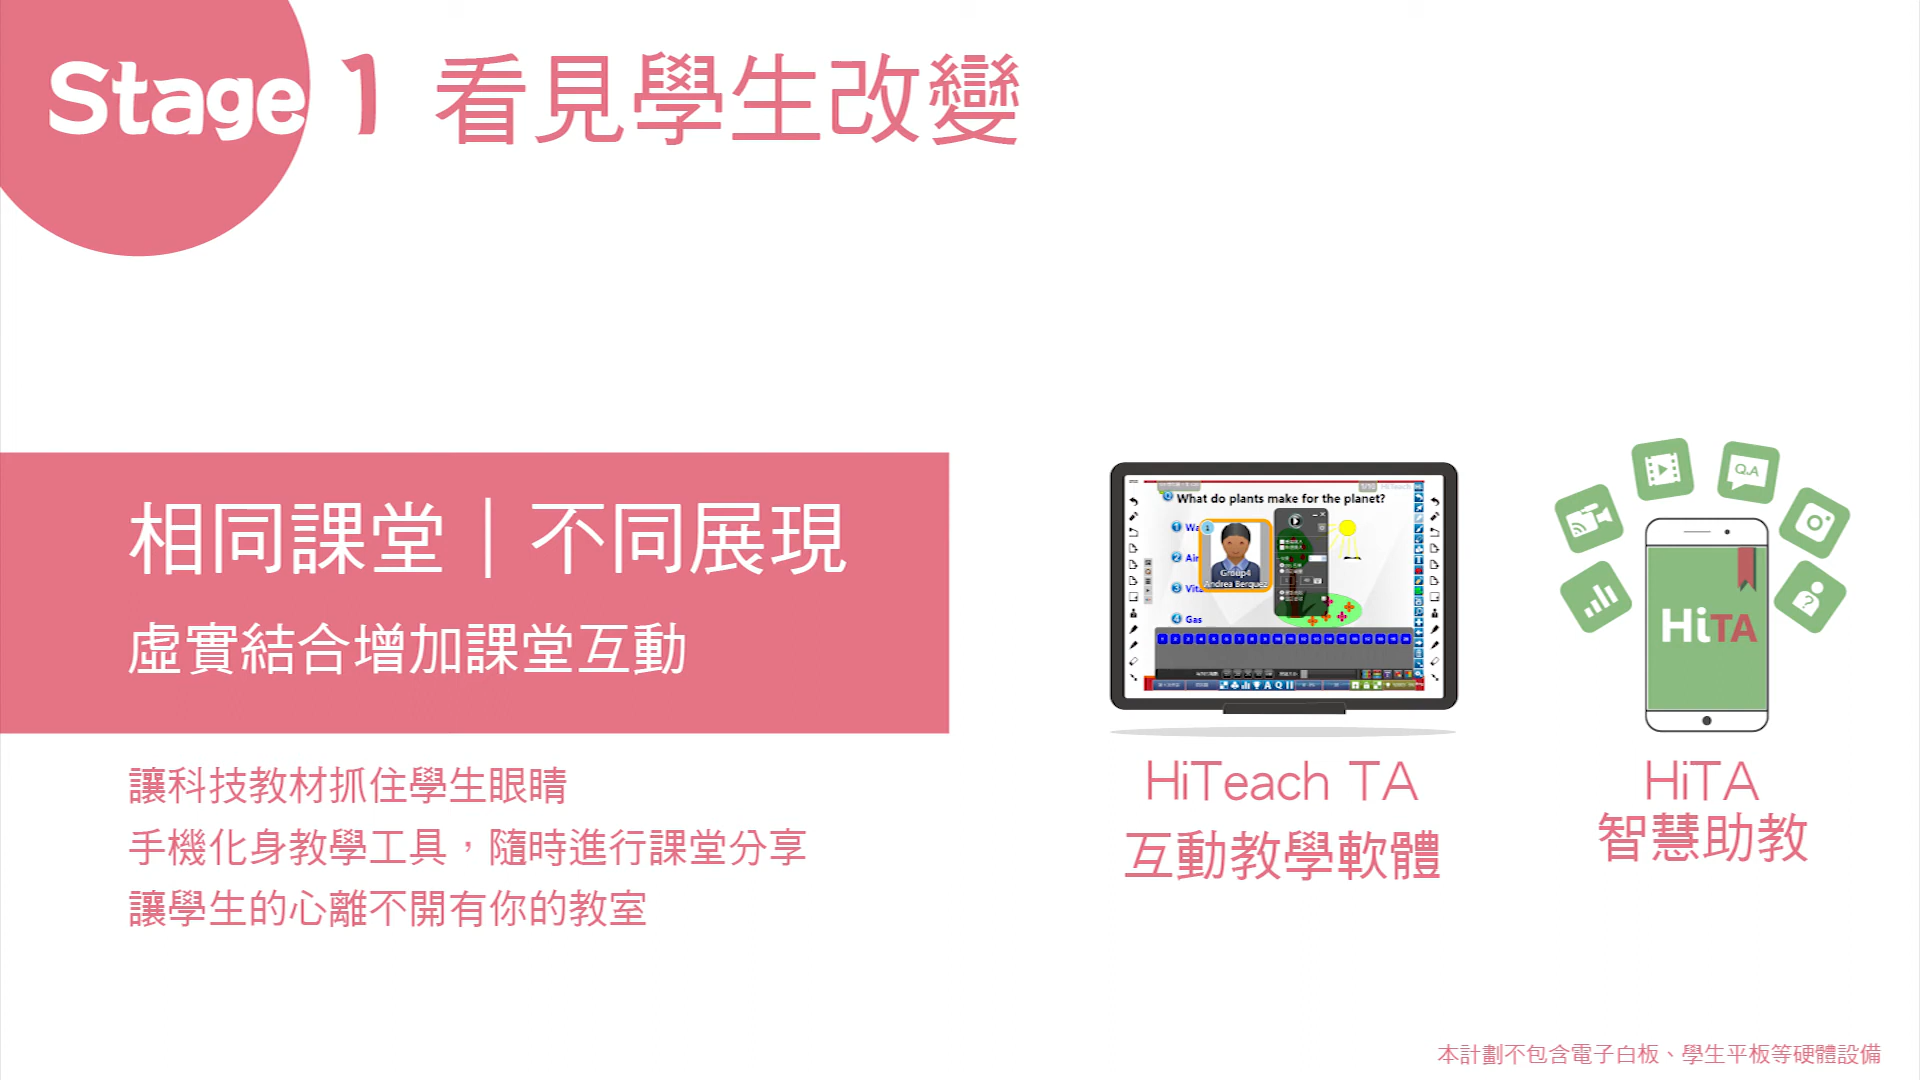 Stage 1 看見學生改變
相同課堂｜不同展現
虛實結合增加課堂互動
讓科技教材抓住學生眼睛
手機化身教學工具，隨時進行課堂分享
讓學生的心離不開有你的教室
What do plants make for the planet?
1
2 Air
3
4 Gas
Group4
Andrea Berquez
Q.A
HiTA
HiTeach TA
互動教學軟體
HiTA
智慧助教
本計劃不包含電子白板、學生平板等硬體設備